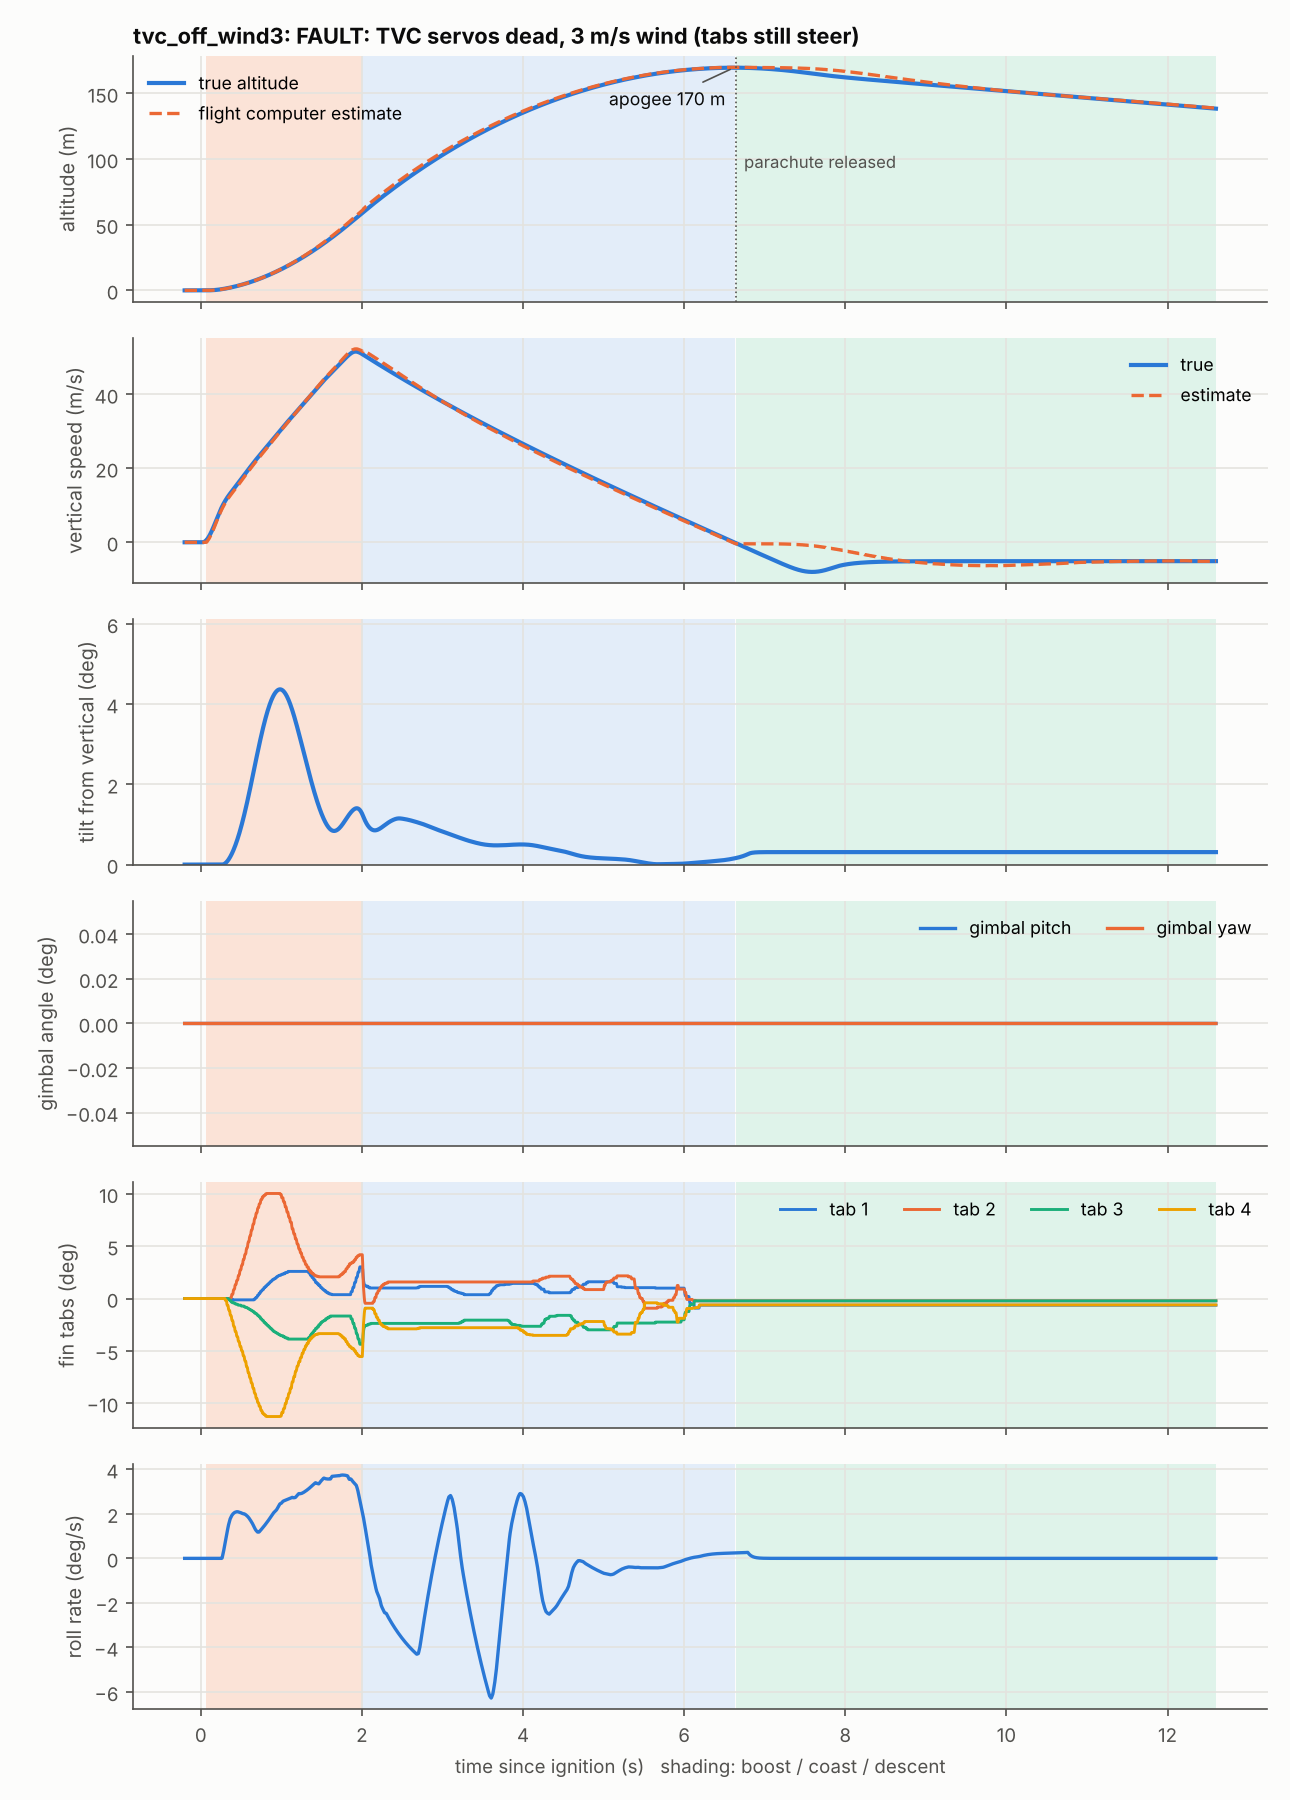 tvc_off_wind3: FAULT: TVC servos dead, 3 m/s wind (tabs still steer)
true altitude
flight computer estimate
apogee 170 m
parachute released
altitude (m)
150
100
50
0
true
estimate
vertical speed (m/s)
40
20
0
tilt from vertical (deg)
6
4
2
0
gimbal pitch
gimbal yaw
gimbal angle (deg)
0.04
0.02
0.00
−0.02
−0.04
tab 1
tab 2
tab 3
tab 4
fin tabs (deg)
10
5
0
−5
−10
roll rate (deg/s)
4
2
0
−2
−4
−6
0 2 4 6 8 10 12
time since ignition (s) shading: boost / coast / descent